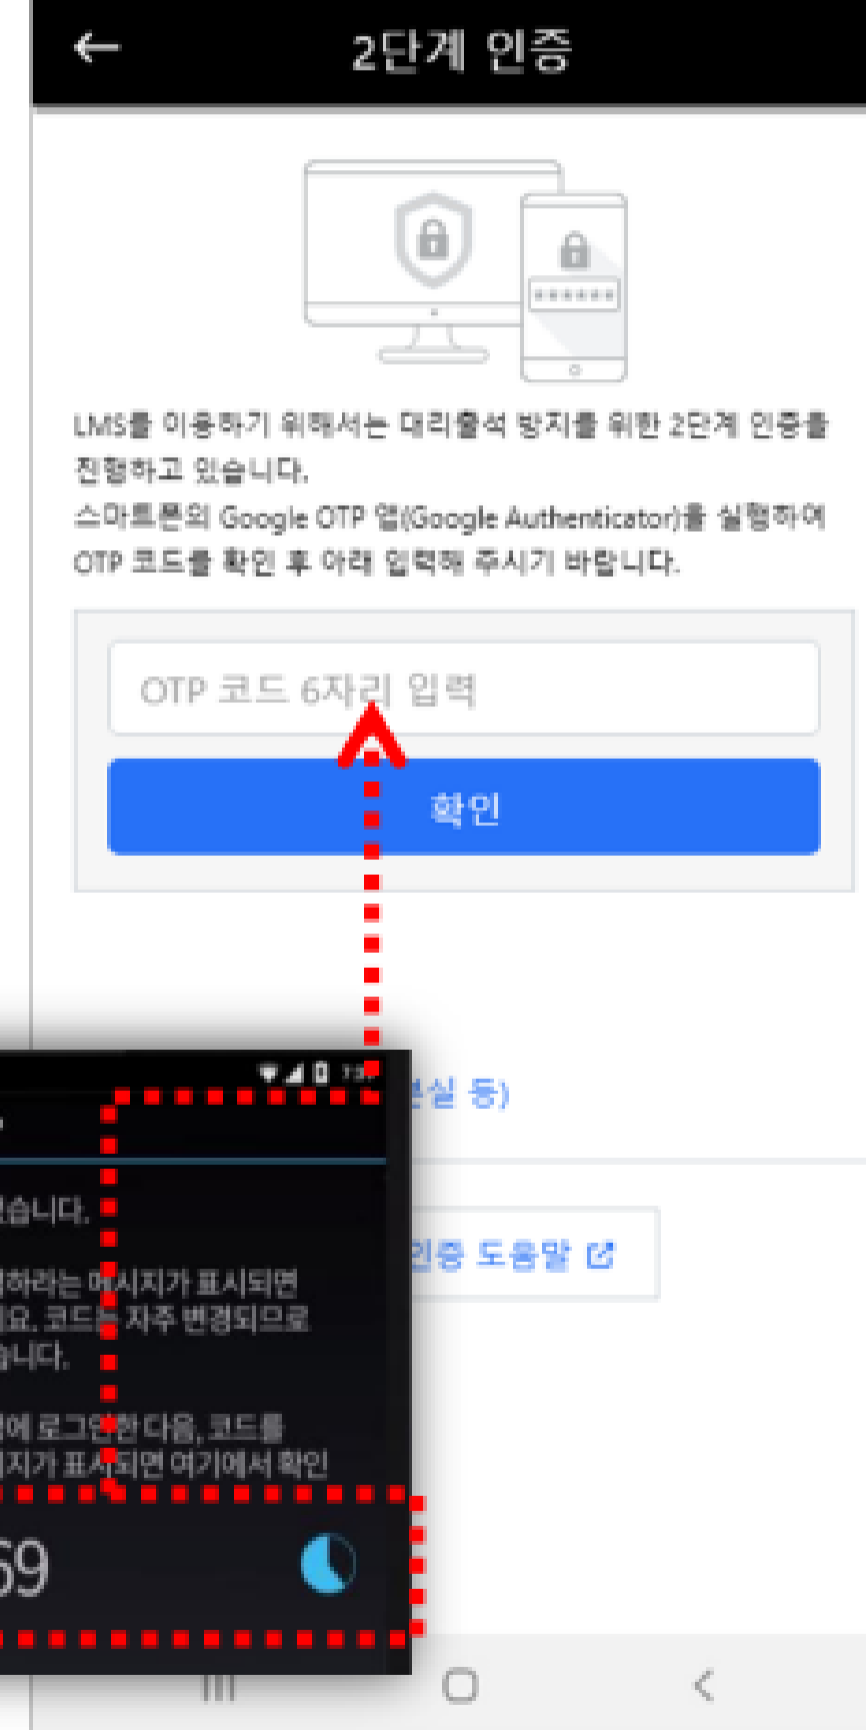 2단계 인증
LMS를 이용하기 위해서는 대리출석 방지를 위한 2단계 인증을
진행하고 있습니다.
스마트폰의 Google OTP 앱(Google Authenticator)을 실행하여
OTP 코드를 확인 후 아래 입력해 주시기 바랍니다.
OTP 코드 6자리 입력
확인
분실 등)
습니다.
하라는 메시지가 표시되면
요. 코드는 자주 변경되므로
습니다.
에 로그인한 다음, 코드를
지가 표시되면 여기에서 확인
인증 도움말
69